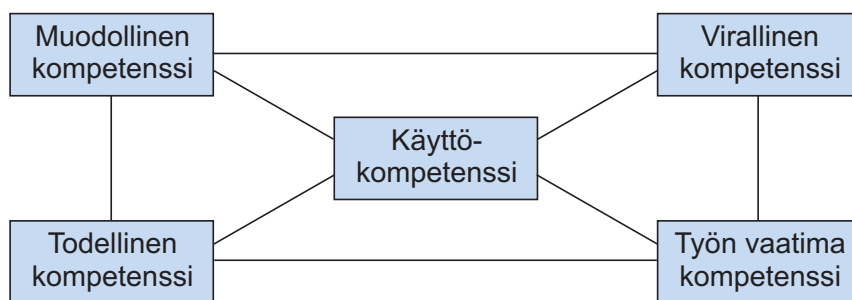 Muodollinen
kompetenssi
Virallinen
kompetenssi
Käyttö-
kompetenssi
Todellinen
kompetenssi
Työn vaatima
kompetenssi